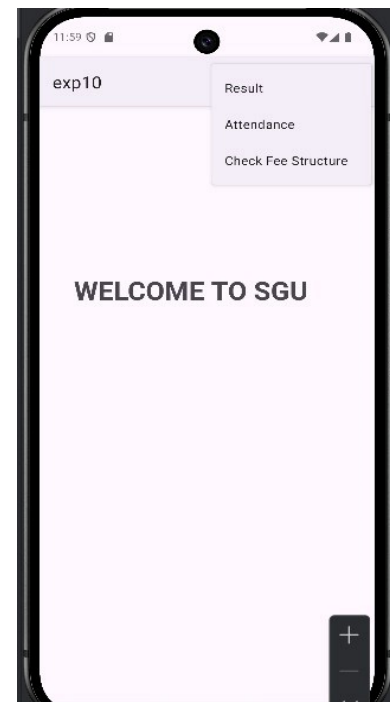 11:59
exp10
Result
Attendance
Check Fee Structure
WELCOME TO SGU